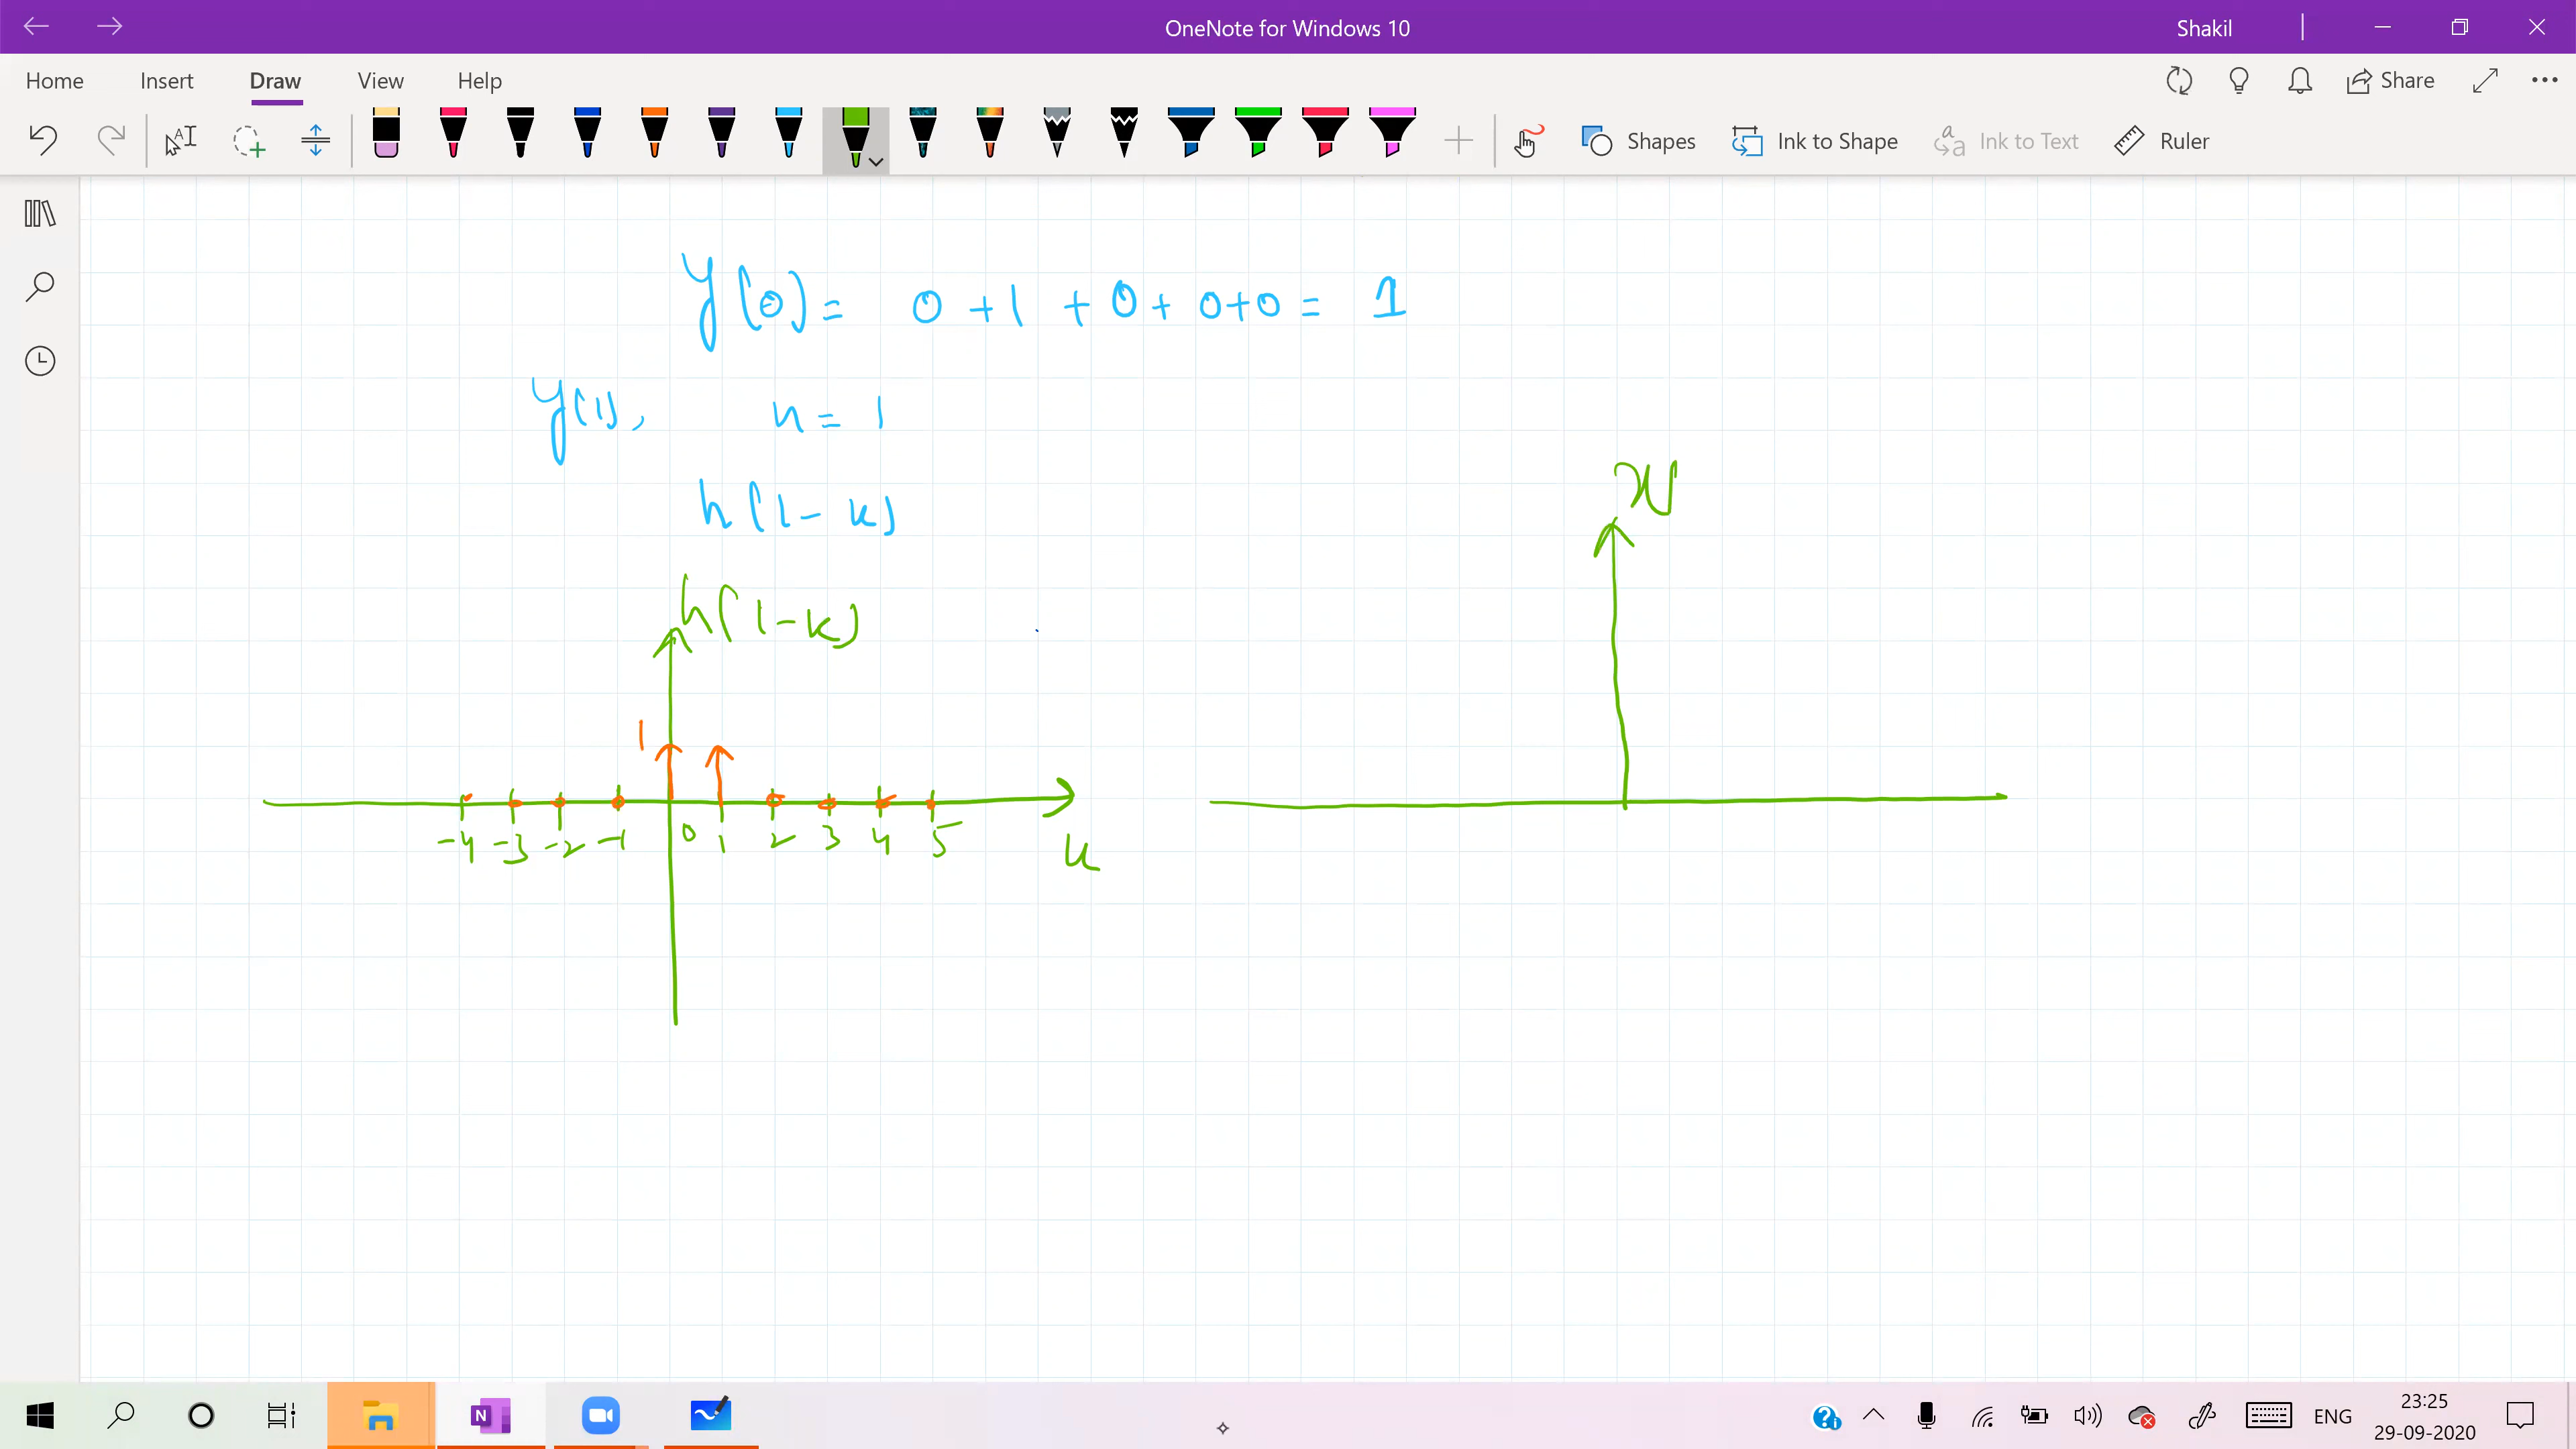 OneNote for Windows 10
Shakil
Home Insert Draw View Help
Share
Shapes Ink to Shape Ink to Text Ruler
y(0) = 0 + 1 + 0 + 0 + 0 = 1
y(1), n = 1
h(1 - k)
h(1 - k)
x
1
-4 -3 -2 -1 0 1 2 3 4 5
k
ENG
23:25
29-09-2020